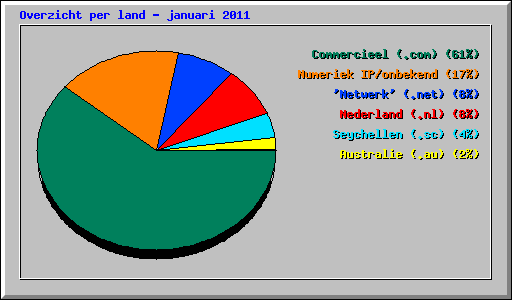 Overzicht per land - januari 2011
Commercieel (.com) (61%)
Numeriek IP/onbekend (17%)
'Netwerk' (.net) (8%)
Nederland (.nl) (8%)
Seychellen (.sc) (4%)
Australie (.au) (2%)